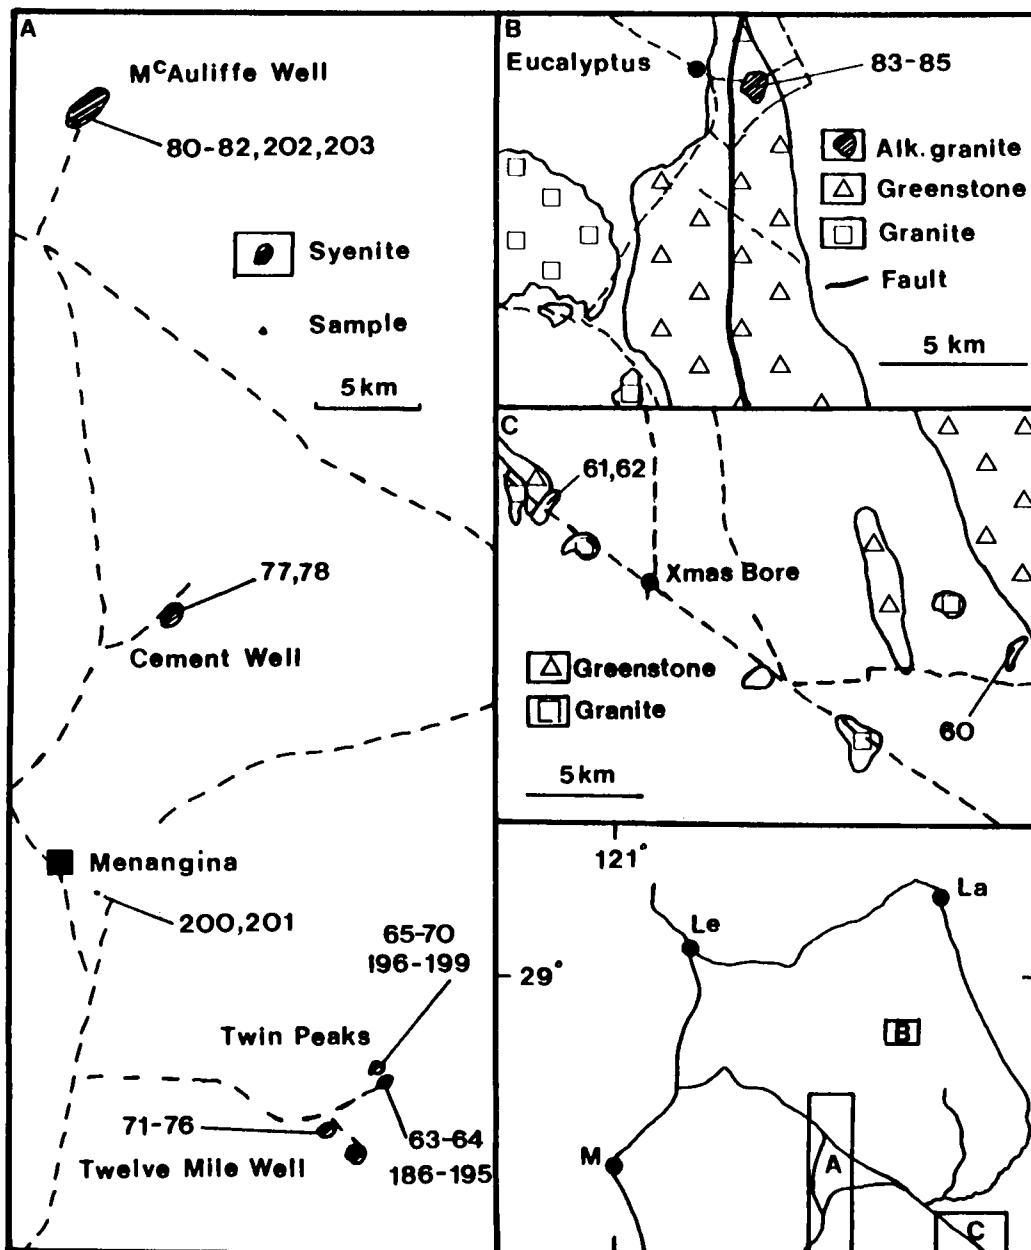 A
McAuliffe Well
80-82,202,203
Syenite
Sample
5 km
77,78
Cement Well
Menangina
200,201
65-70
196-199
Twin Peaks
71-76
63-64
Twelve Mile Well
186-195
B
Eucalyptus
83-85
Alk. granite
Greenstone
Granite
Fault
5 km
C
61,62
Xmas Bore
Greenstone
Granite
60
5 km
121°
La
Le
29°
B
M
A
C